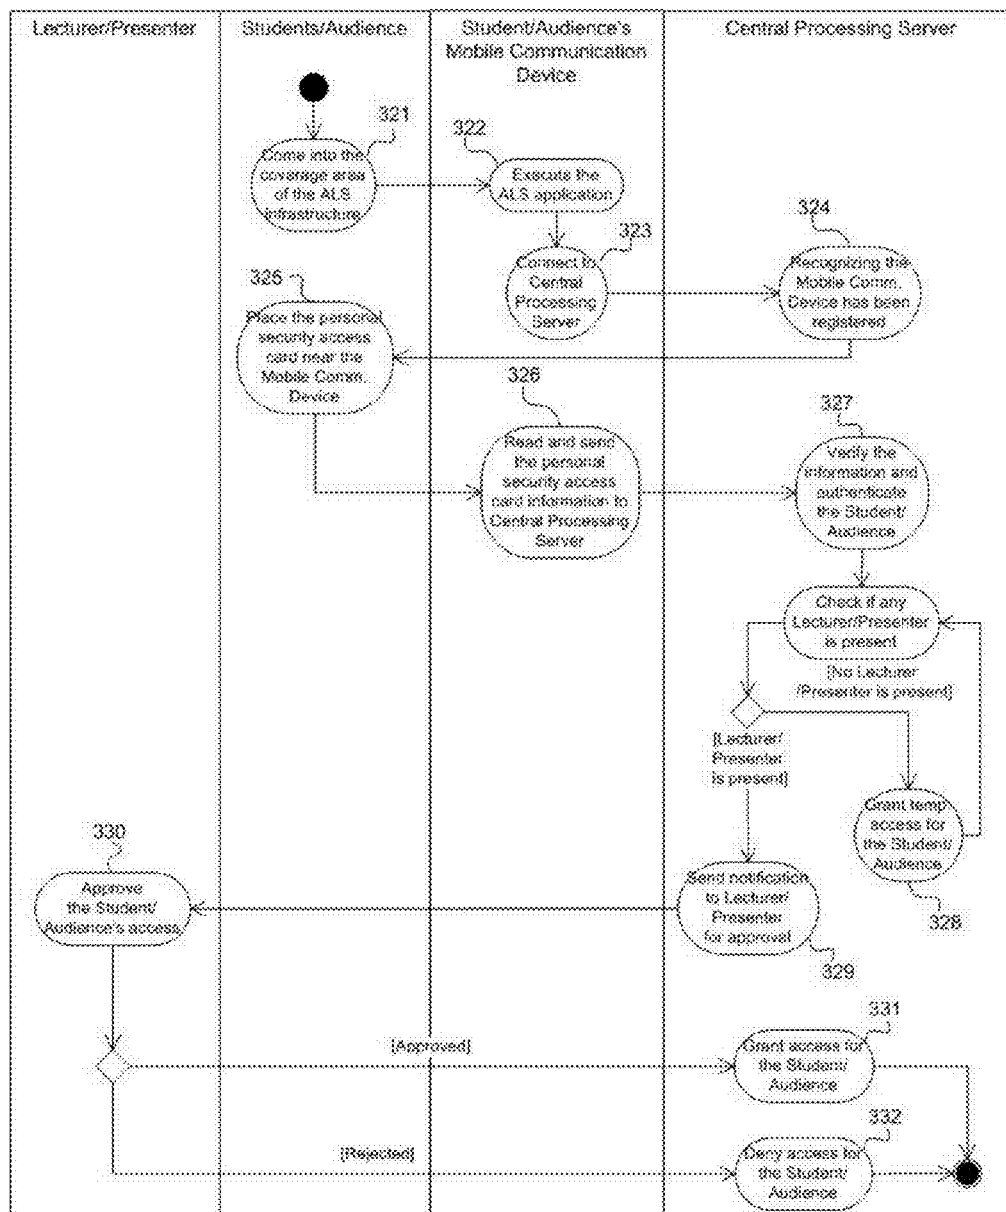 Lecturer/Presenter
Students/Audience
Student/Audience's
Mobile Communication
Device
Central Processing Server
321
Come into the
coverage area
of the ALS
infrastructure
322
Execute the
ALS application
323
Connect to
Central
Processing
Server
324
Recognizing the
Mobile Comm.
Device has been
registered
325
Place the personal
security access
card near the
Mobile Comm.
Device
326
Read and send
the personal
security access
card information to
Central Processing
Server
327
Verify the
information and
authenticate
the Student/
Audience
Check if any
Lecturer/Presenter
is present
[No Lecturer
/Presenter is present]
[Lecturer/
Presenter
is present]
Grant temp
access for
the Student/
Audience
328
Send notification
to Lecturer/
Presenter
for approval
329
330
Approve
the Student/
Audience's access
[Approved]
331
Grant access for
the Student/
Audience
[Rejected]
332
Deny access for
the Student/
Audience